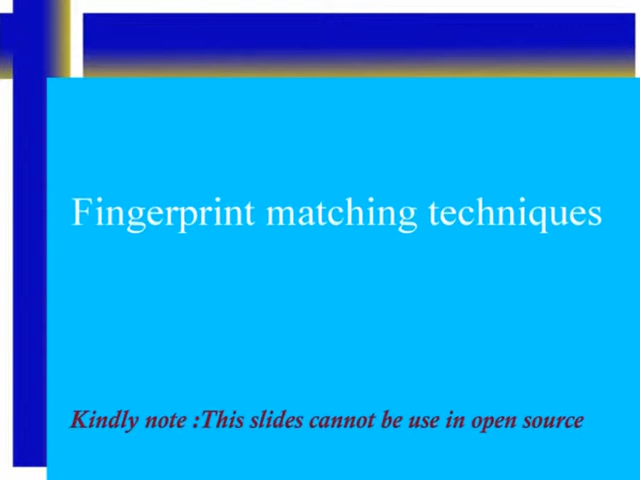 Fingerprint matching techniques
Kindly note :This slides cannot be use in open source